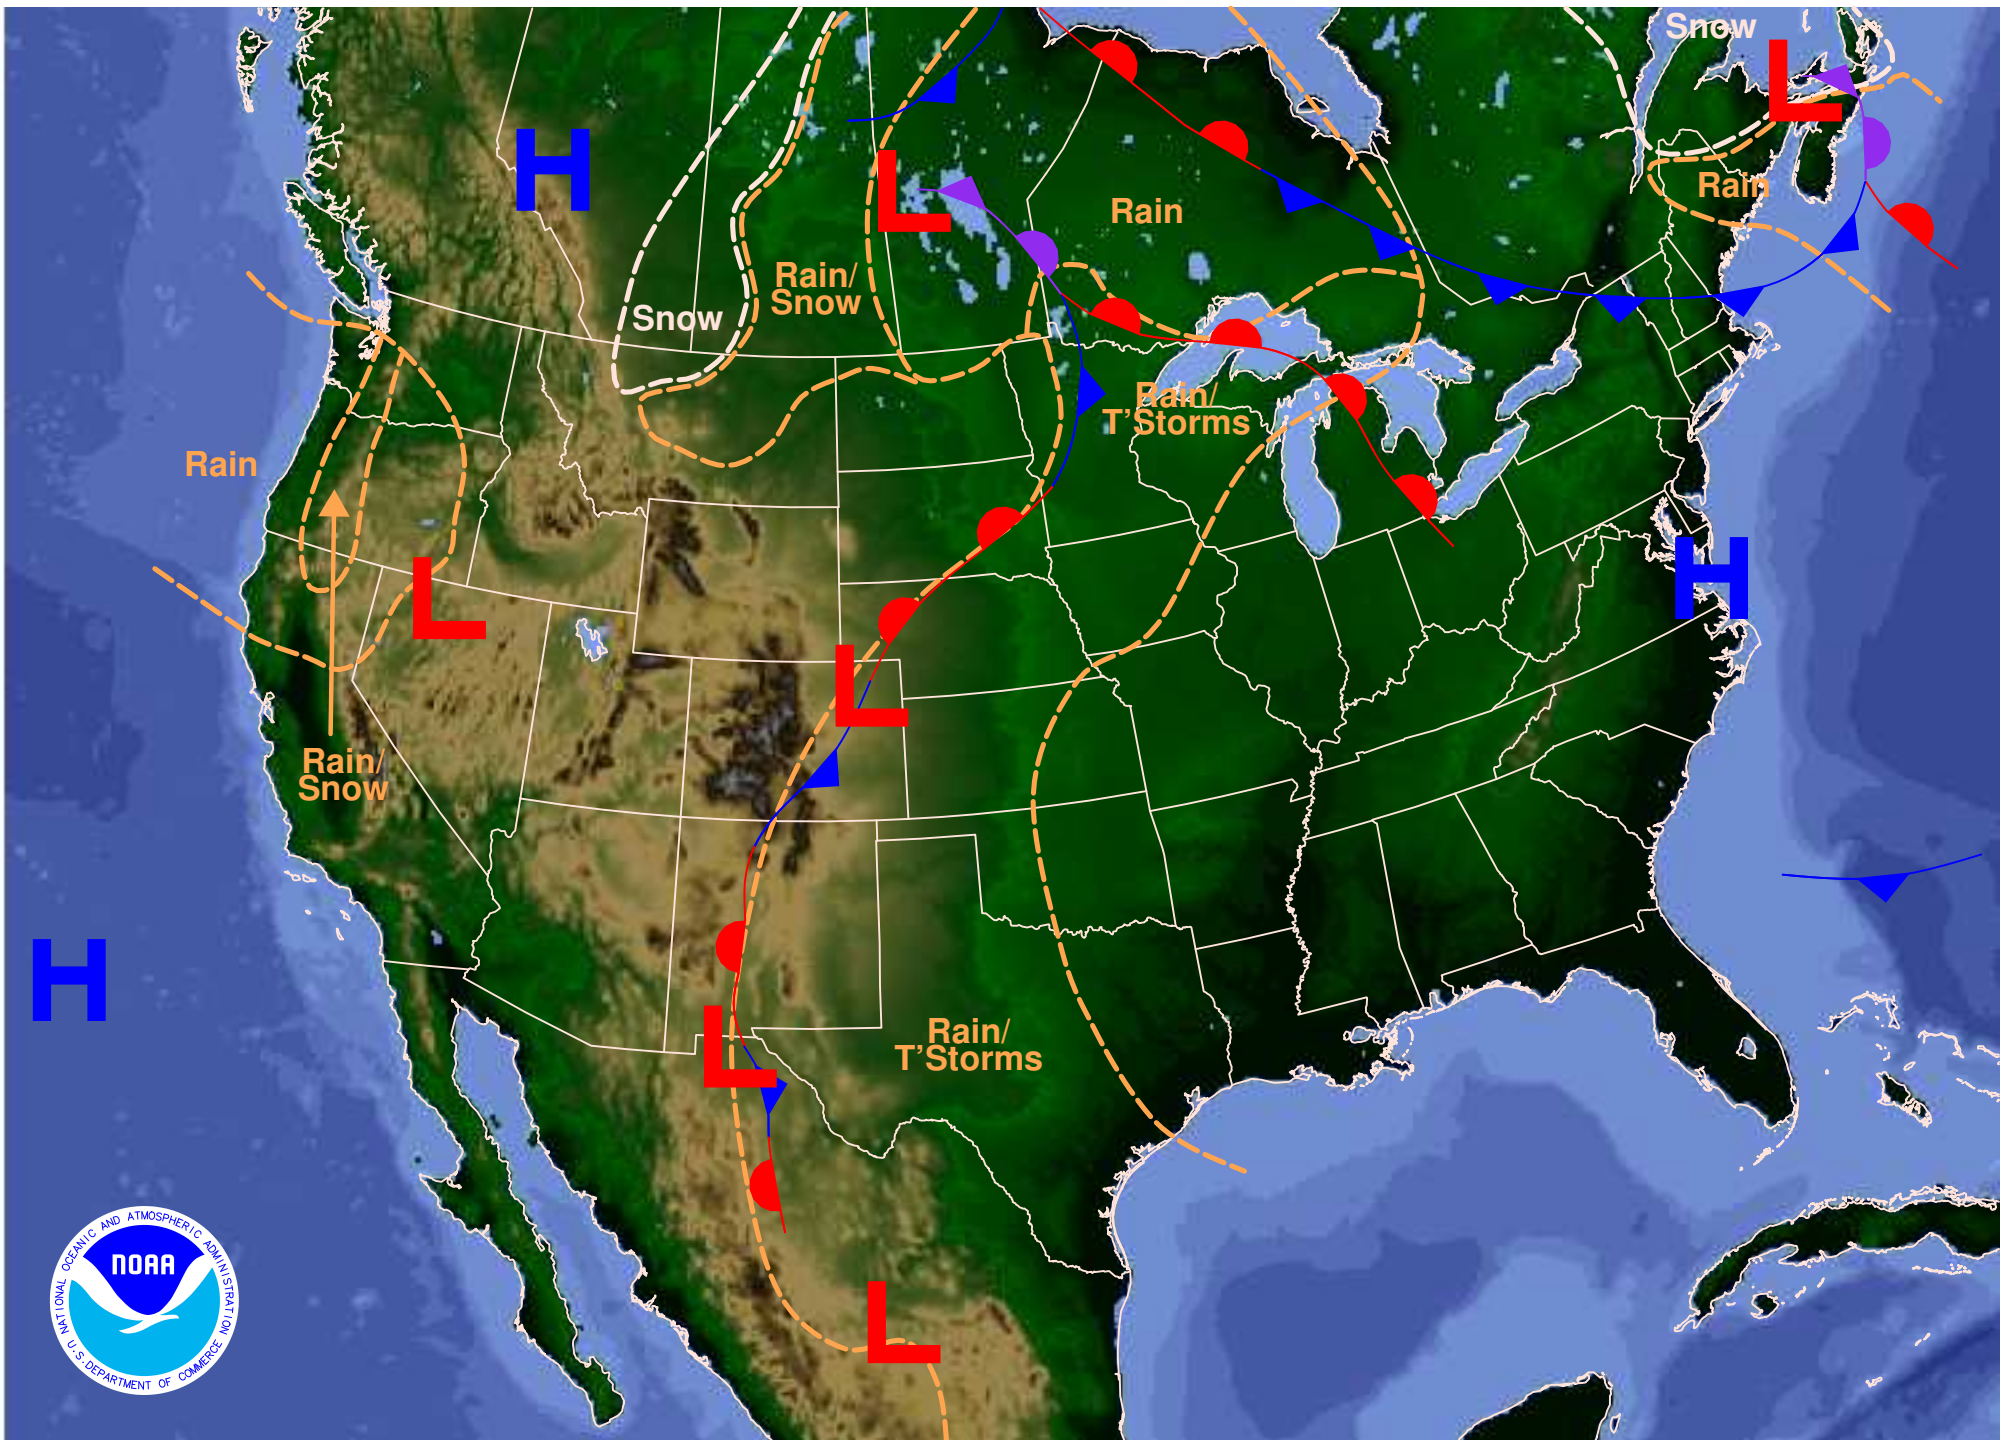 Snow
L
H
L
Rain
Rain
Rain/
Snow
Snow
Rain/
T'Storms
Rain
H
L
L
Rain/
Snow
H
L
Rain/
T'Storms
L
NATIONAL OCEANIC AND ATMOSPHERIC ADMINISTRATION
NOAA
U.S. DEPARTMENT OF COMMERCE